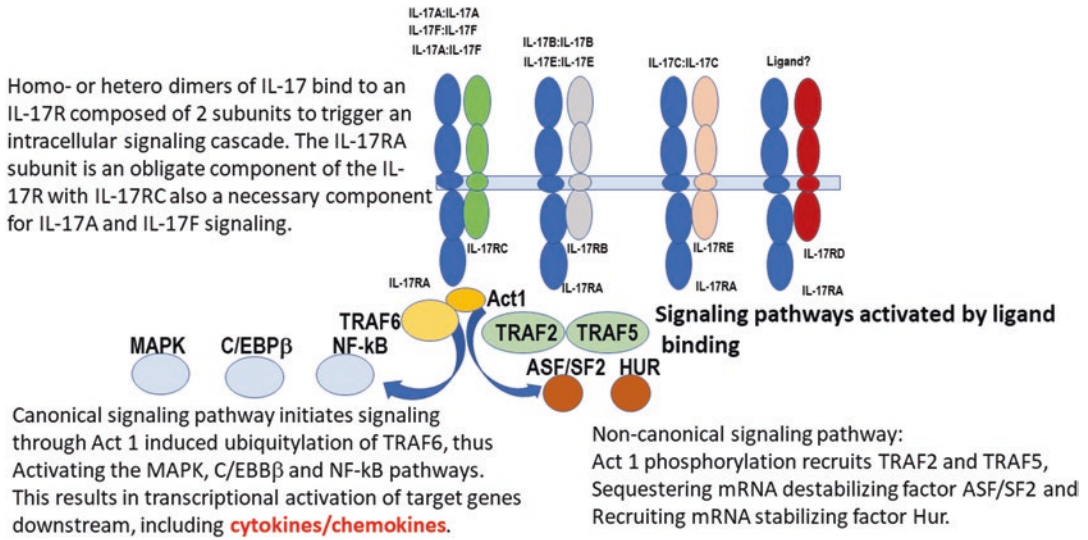 IL-17A:IL-17A
IL-17F:IL-17F
IL-17A:IL-17F
IL-17B:IL-17B
IL-17E:IL-17E
IL-17C:IL-17C
Ligand?
Homo- or hetero dimers of IL-17 bind to an
IL-17R composed of 2 subunits to trigger an
intracellular signaling cascade. The IL-17RA
subunit is an obligate component of the IL-
17R with IL-17RC also a necessary component
for IL-17A and IL-17F signaling.
IL-17RC
IL-17RB
IL-17RE
IL-17RD
IL-17RA
IL-17RA
IL-17RA
IL-17RA
Act1
TRAF6
TRAF2
TRAF5
Signaling pathways activated by ligand
binding
MAPK
C/EBPβ
NF-kB
ASF/SF2
HUR
Canonical signaling pathway initiates signaling
through Act 1 induced ubiquitylation of TRAF6, thus
Activating the MAPK, C/EBBβ and NF-kB pathways.
This results in transcriptional activation of target genes
downstream, including cytokines/chemokines.
Non-canonical signaling pathway:
Act 1 phosphorylation recruits TRAF2 and TRAF5,
Sequestering mRNA destabilizing factor ASF/SF2 and
Recruiting mRNA stabilizing factor Hur.